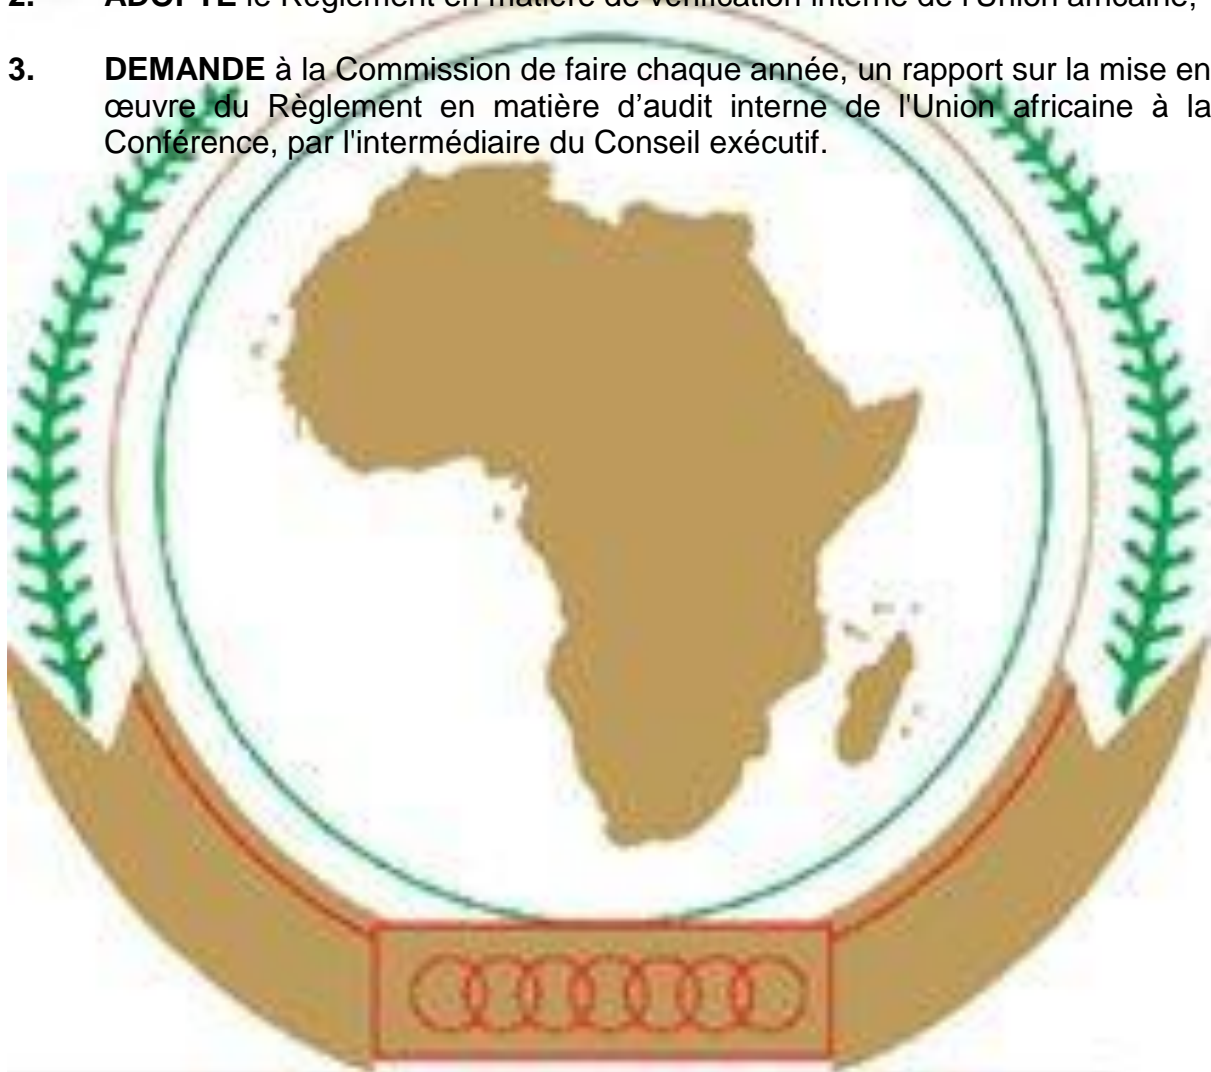 2. ADOPTE le Règlement en matière de vérification interne de l'Union africaine;
3. DEMANDE à la Commission de faire chaque année, un rapport sur la mise en
œuvre du Règlement en matière d’audit interne de l'Union africaine à la
Conférence, par l'intermédiaire du Conseil exécutif.